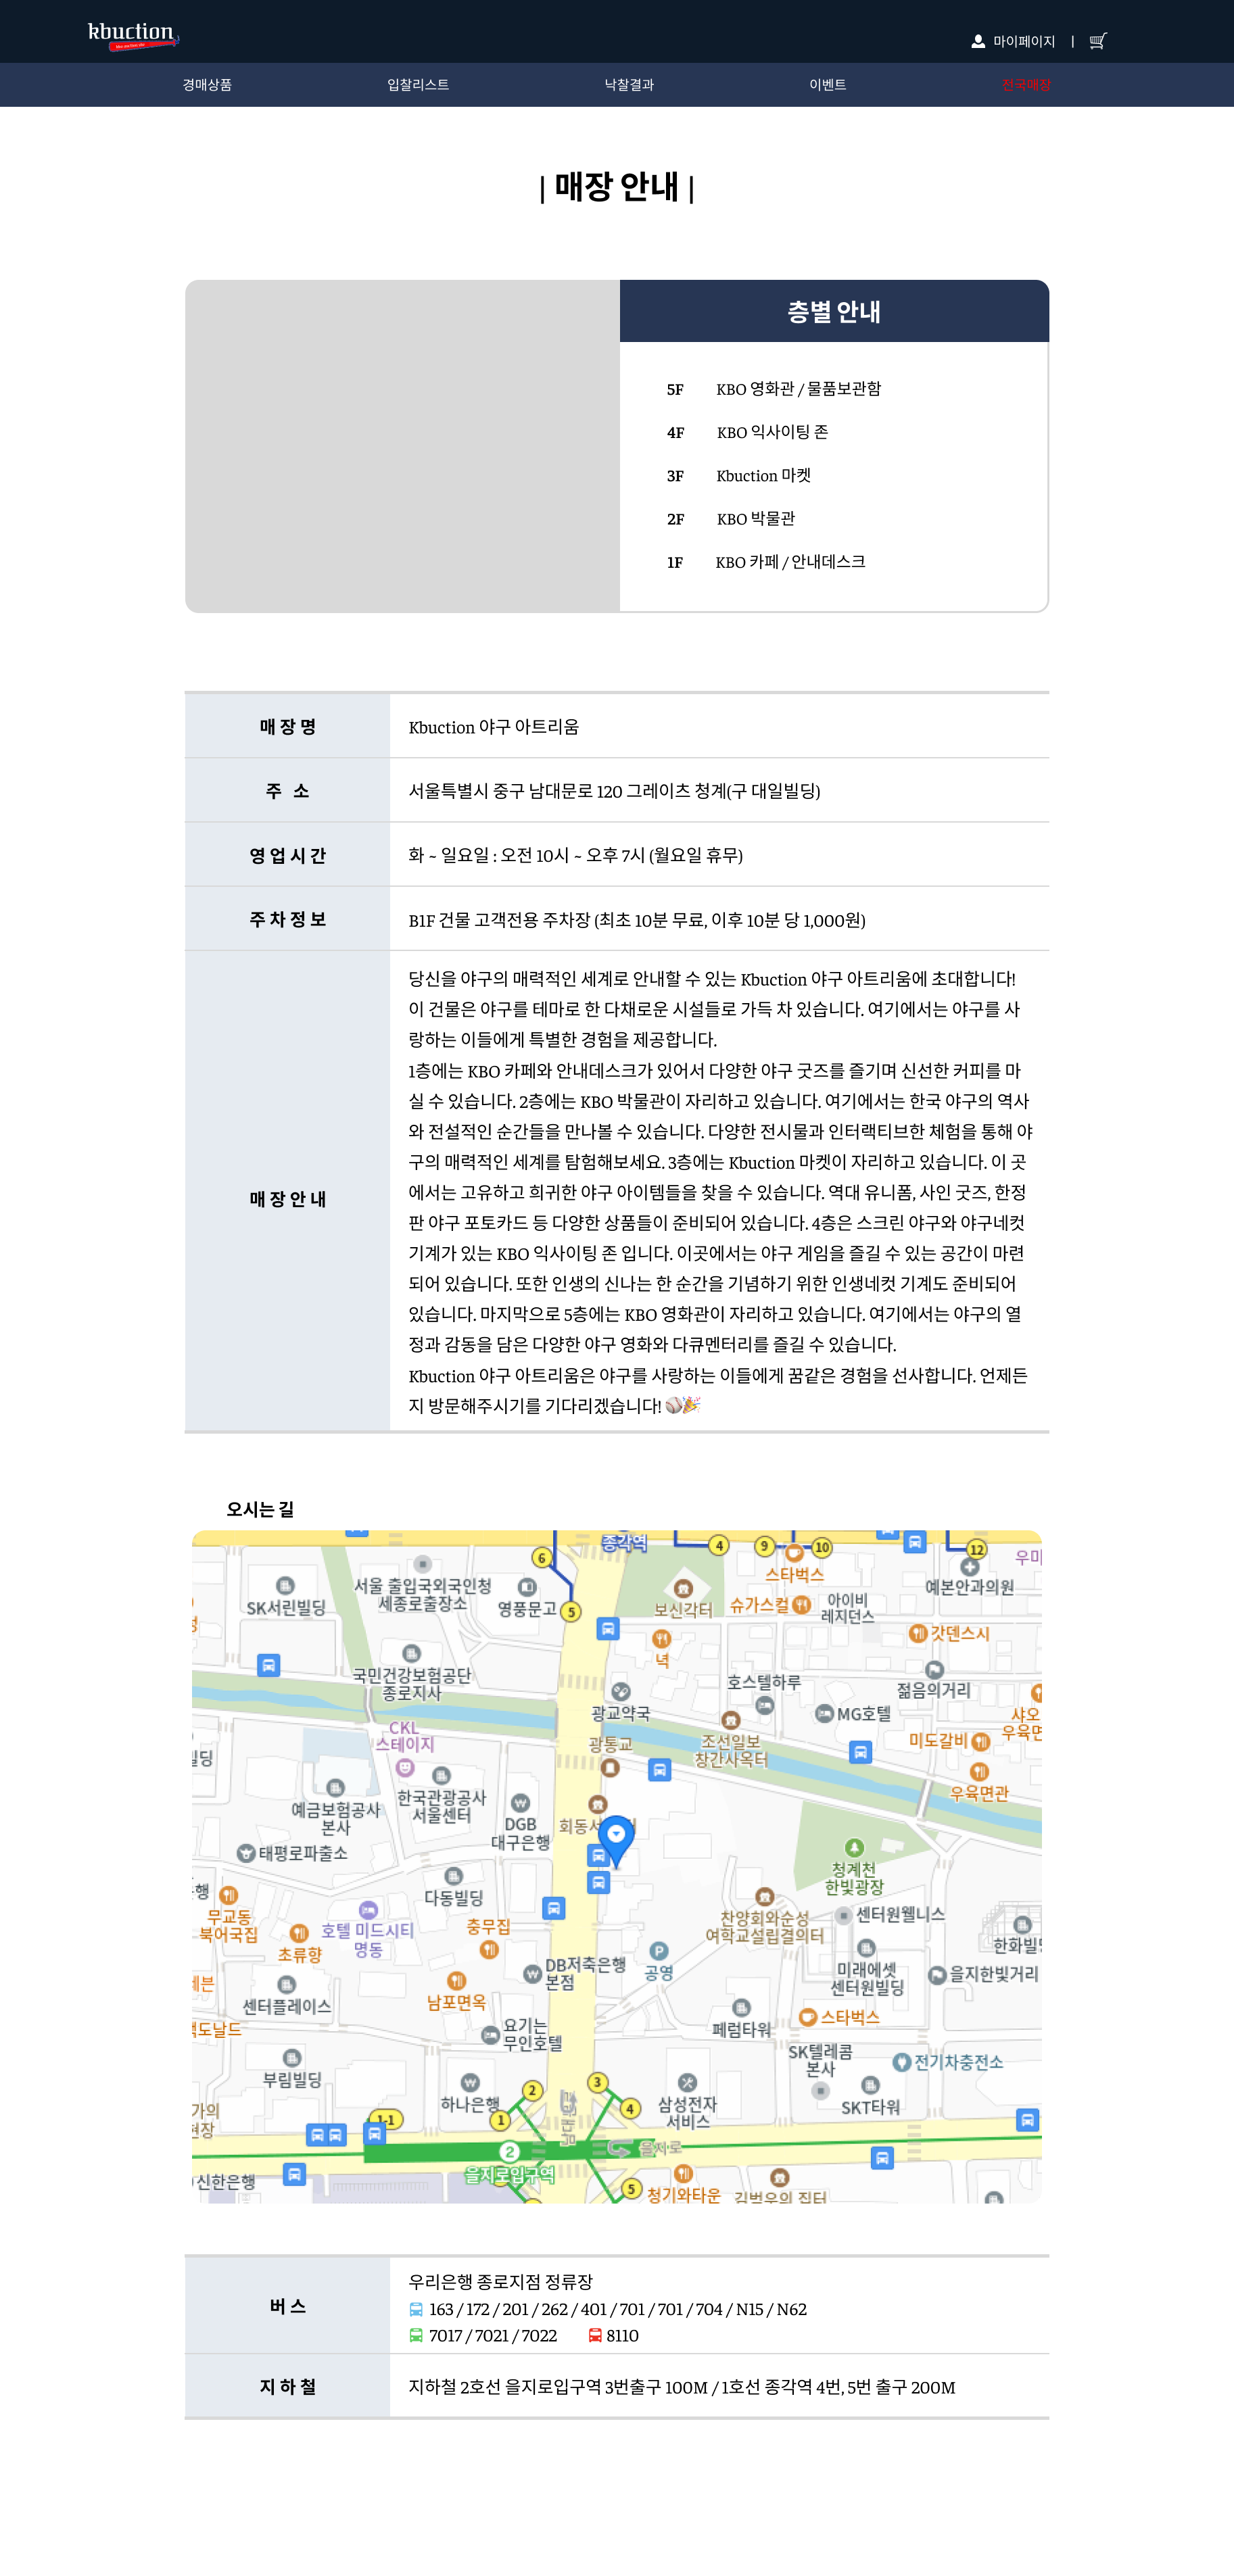 kbuction
마이페이지 |
경매상품 입찰리스트 낙찰결과 이벤트 전국매장
| 매장 안내 |
층별 안내
5F KBO 영화관 / 물품보관함
4F KBO 익사이팅 존
3F Kbuction 마켓
2F KBO 박물관
1F KBO 카페 / 안내데스크
매장명 Kbuction 야구 아트리움
주 소 서울특별시 중구 남대문로 120 그레이츠 청계(구 대일빌딩)
영업시간 화 ~ 일요일 : 오전 10시 ~ 오후 7시 (월요일 휴무)
주차정보 B1F 건물 고객전용 주차장 (최초 10분 무료, 이후 10분 당 1,000원)
매장안내
당신을 야구의 매력적인 세계로 안내할 수 있는 Kbuction 야구 아트리움에 초대합니다!
이 건물은 야구를 테마로 한 다채로운 시설들로 가득 차 있습니다. 여기에서는 야구를 사
랑하는 이들에게 특별한 경험을 제공합니다.
1층에는 KBO 카페와 안내데스크가 있어서 다양한 야구 굿즈를 즐기며 신선한 커피를 마
실 수 있습니다. 2층에는 KBO 박물관이 자리하고 있습니다. 여기에서는 한국 야구의 역사
와 전설적인 순간들을 만나볼 수 있습니다. 다양한 전시물과 인터랙티브한 체험을 통해 야
구의 매력적인 세계를 탐험해보세요. 3층에는 Kbuction 마켓이 자리하고 있습니다. 이 곳
에서는 고유하고 희귀한 야구 아이템들을 찾을 수 있습니다. 역대 유니폼, 사인 굿즈, 한정
판 야구 포토카드 등 다양한 상품들이 준비되어 있습니다. 4층은 스크린 야구와 야구네컷
기계가 있는 KBO 익사이팅 존 입니다. 이곳에서는 야구 게임을 즐길 수 있는 공간이 마련
되어 있습니다. 또한 인생의 신나는 한 순간을 기념하기 위한 인생네컷 기계도 준비되어
있습니다. 마지막으로 5층에는 KBO 영화관이 자리하고 있습니다. 여기에서는 야구의 열
정과 감동을 담은 다양한 야구 영화와 다큐멘터리를 즐길 수 있습니다.
Kbuction 야구 아트리움은 야구를 사랑하는 이들에게 꿈같은 경험을 선사합니다. 언제든
지 방문해주시기를 기다리겠습니다! ⚾🎉
오시는 길
종각역
4 9 10 12
6
스타벅스
우미
서울 출입국외국인청
세종로출장소
예본안과의원
SK서린빌딩
영풍문고
5
보신각터
슈가스컬
아이비
레지던스
갓덴스시
녁
국민건강보험공단
종로지사
호스텔하루
젊음의거리
광교약국
MG호텔
샤오
우육면
CKL
스테이지
광통교
조선일보
창간사옥터
미도갈비
빌딩
우육면관
한국관광공사
서울센터
예금보험공사
본사
DGB
대구은행
회동서
태평로파출소
청계천
한빛광장
행
다동빌딩
무교동
북어국집
호텔 미드시티
명동
충무집
찬양회와순성
여학교설립결의터
센터원웰니스
초류향
한화빌딩
DB저축은행
본점
공영
미래에셋
센터원빌딩
을지한빛거리
세븐
센터플레이스
남포면옥
맥도날드
요기는
무인호텔
페럼타워
스타벅스
SK텔레콤
본사
전기차충전소
부림빌딩
하나은행
2 3
삼성전자
서비스
SKT타워
가의
현장
1-1
1
4
남대문로
2
을지로
을지로입구역
신한은행
5
청기와타운
김범우의 집터
버스
우리은행 종로지점 정류장
163 / 172 / 201 / 262 / 401 / 701 / 701 / 704 / N15 / N62
7017 / 7021 / 7022 8110
지하철 지하철 2호선 을지로입구역 3번출구 100M / 1호선 종각역 4번, 5번 출구 200M